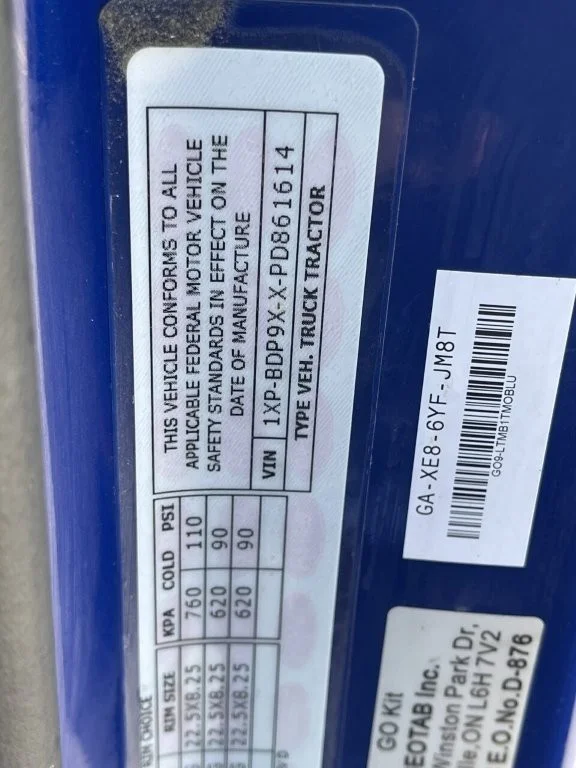 THIS VEHICLE CONFORMS TO ALL
APPLICABLE FEDERAL MOTOR VEHICLE
SAFETY STANDARDS IN EFFECT ON THE
DATE OF MANUFACTURE
VIN 1XP-BDP9X-X-PD861614
TYPE VEH. TRUCK TRACTOR
RIM CHOICE
RIM SIZE KPA COLD PSI
22.5X8.25 760 110
22.5X8.25 620 90
22.5X8.25 620 90
GA-XE8-6YF-JM8T
GO9-LTMB1TMOBLU
GO Kit
EOTAB Inc.
Winston Park Dr,
lle,ON L6H 7V2
E.O.No.D-876